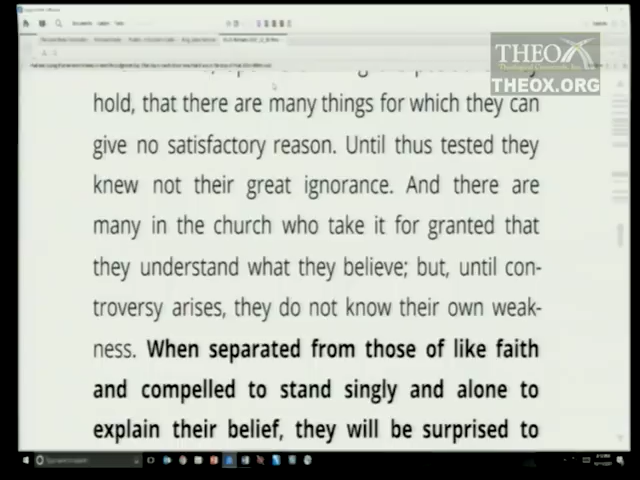 THEOX
THEOX.ORG
hold, that there are many things for which they can
give no satisfactory reason. Until thus tested they
knew not their great ignorance. And there are
many in the church who take it for granted that
they understand what they believe; but, until con-
troversy arises, they do not know their own weak-
ness. When separated from those of like faith
and compelled to stand singly and alone to
explain their belief, they will be surprised to